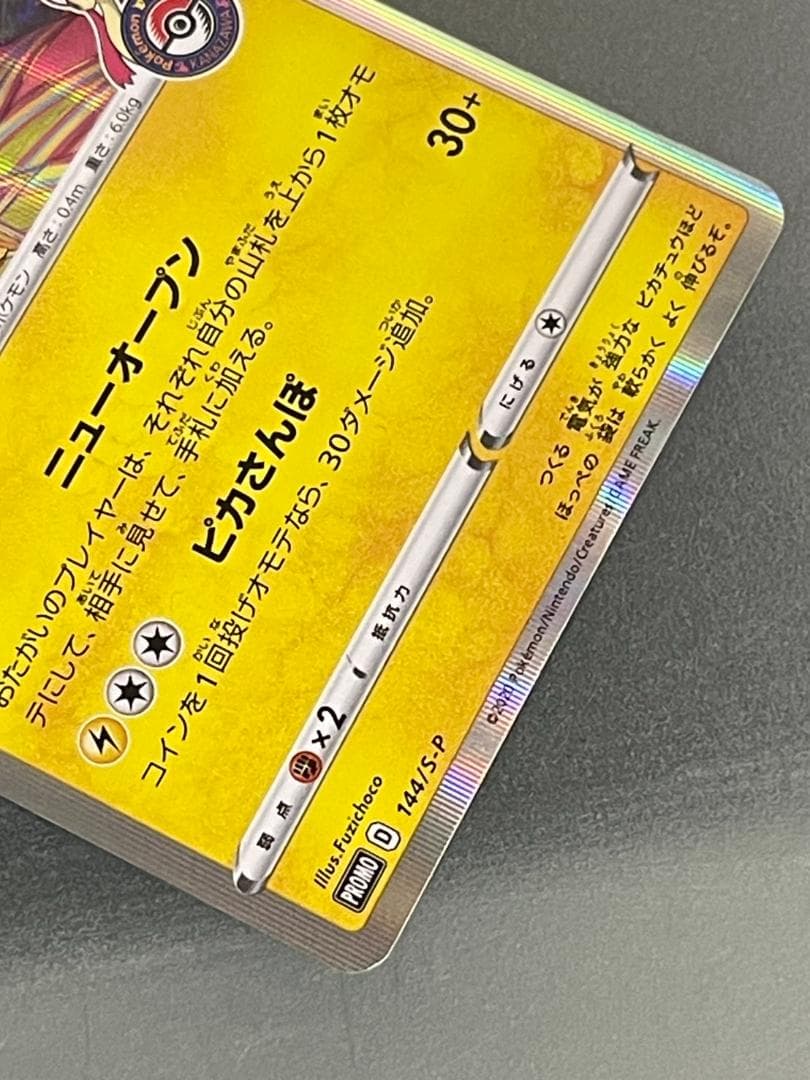 Pokémon
KANAZAWA
ポケモン 高さ:0.4m 重さ:6.0kg
ニューオープン
おたがいのプレイヤーは、それぞれ自分の山札を上から1枚オモ
テにして、相手に見せて、手札に加える。
ピカさんぽ 30+
コインを1回投げオモテなら、30ダメージ追加。
弱点 ×2 抵抗力 にげる
Illus.Fuzichoco
PROMO D 144/S-P
つくる 電気が 強力な ピカチュウほど
ほっぺの 袋は 軟らかく よく 伸びるぞ。
©2020 Pokémon/Nintendo/Creatures/GAME FREAK.